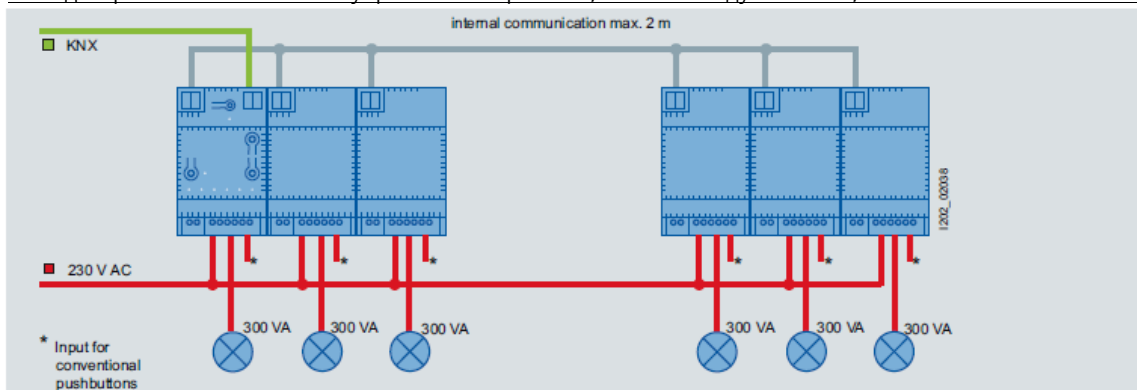 internal communication max. 2 m
KNX
I202_02038
*
*
*
*
*
*
230 V AC
300 VA
300 VA
300 VA
300 VA
300 VA
300 VA
* Input for
conventional
pushbuttons